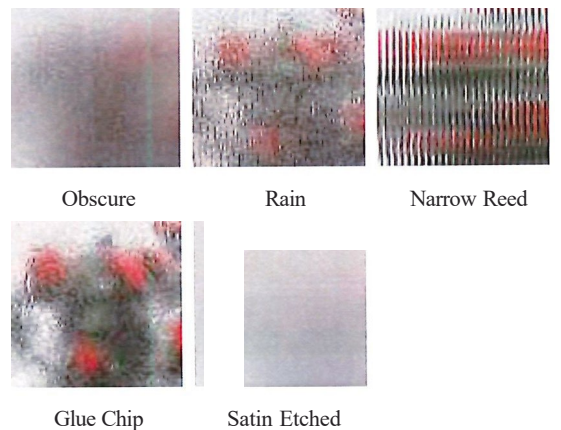 Obscure
Rain
Narrow Reed
Glue Chip
Satin Etched